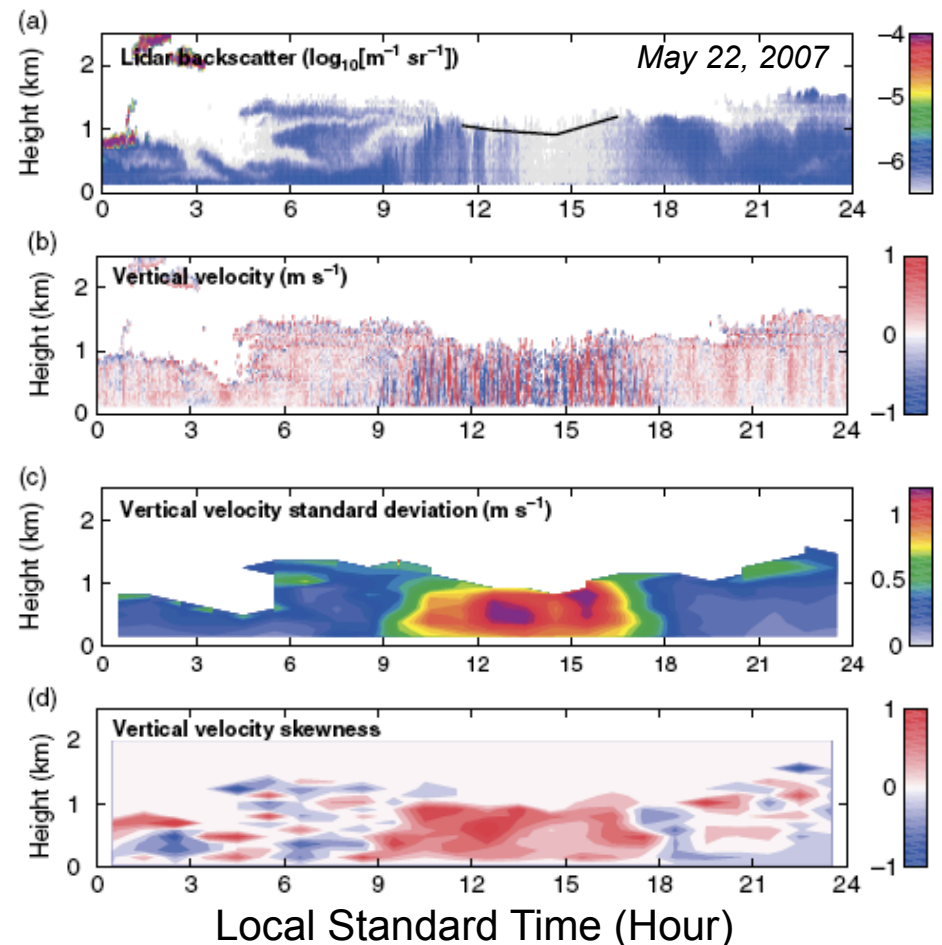 (a)
Lidar backscatter (log₁₀[m⁻¹ sr⁻¹])
May 22, 2007
Height (km)
2
1
0
0 3 6 9 12 15 18 21 24
−4
−5
−6
(b)
Vertical velocity (m s⁻¹)
Height (km)
2
1
0
0 3 6 9 12 15 18 21 24
1
0
−1
(c)
Vertical velocity standard deviation (m s⁻¹)
Height (km)
2
1
0
0 3 6 9 12 15 18 21 24
1
0.5
0
(d)
Vertical velocity skewness
Height (km)
2
1
0
0 3 6 9 12 15 18 21 24
1
0
−1
Local Standard Time (Hour)